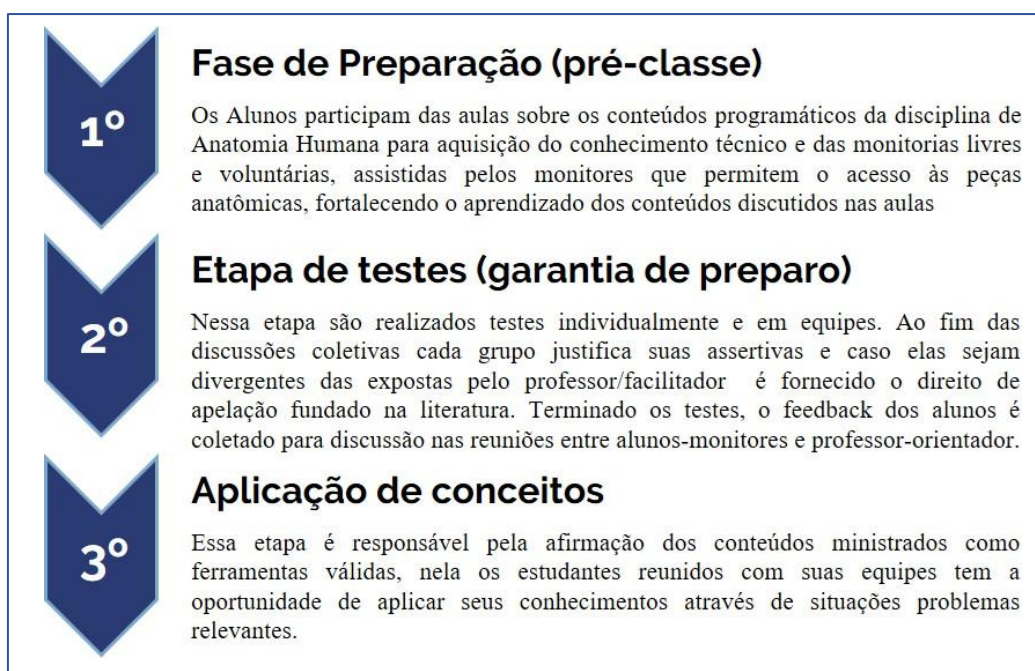 1º
Fase de Preparação (pré-classe)
Os Alunos participam das aulas sobre os conteúdos programáticos da disciplina de
Anatomia Humana para aquisição do conhecimento técnico e das monitorias livres
e voluntárias, assistidas pelos monitores que permitem o acesso às peças
anatômicas, fortalecendo o aprendizado dos conteúdos discutidos nas aulas
2º
Etapa de testes (garantia de preparo)
Nessa etapa são realizados testes individualmente e em equipes. Ao fim das
discussões coletivas cada grupo justifica suas assertivas e caso elas sejam
divergentes das expostas pelo professor/facilitador é fornecido o direito de
apelação fundado na literatura. Terminado os testes, o feedback dos alunos é
coletado para discussão nas reuniões entre alunos-monitores e professor-orientador.
3º
Aplicação de conceitos
Essa etapa é responsável pela afirmação dos conteúdos ministrados como
ferramentas válidas, nela os estudantes reunidos com suas equipes tem a
oportunidade de aplicar seus conhecimentos através de situações problemas
relevantes.